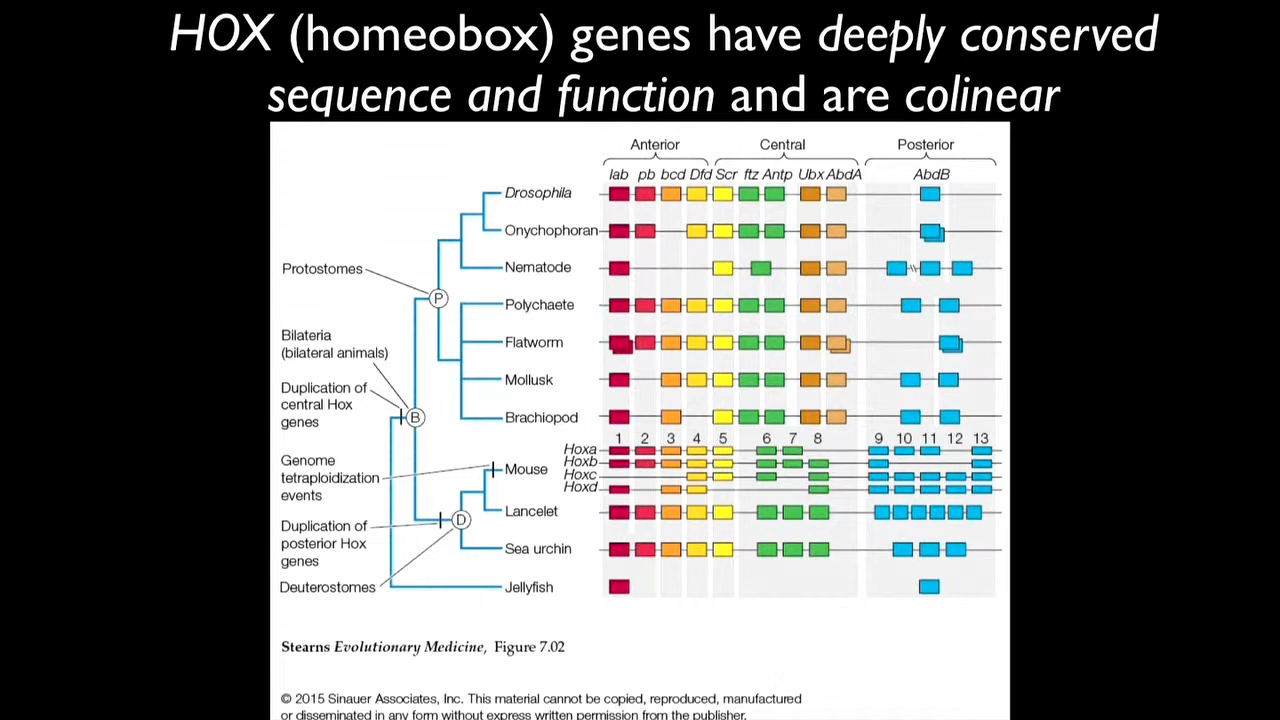 HOX (homeobox) genes have deeply conserved
sequence and function and are colinear
Anterior Central Posterior
lab pb bcd Dfd Scr ftz Antp Ubx AbdA AbdB
Drosophila
Onychophoran
Nematode
Protostomes
P
Polychaete
Bilateria
(bilateral animals)
Flatworm
Mollusk
Duplication of
central Hox
genes
B
Brachiopod
1 2 3 4 5 6 7 8 9 10 11 12 13
Hoxa
Hoxb
Hoxc
Hoxd
Genome
tetraploidization
events
Mouse
Lancelet
Duplication of
posterior Hox
genes
D
Sea urchin
Deuterostomes
Jellyfish
Stearns Evolutionary Medicine, Figure 7.02
© 2015 Sinauer Associates, Inc. This material cannot be copied, reproduced, manufactured
or disseminated in any form without express written permission from the publisher.